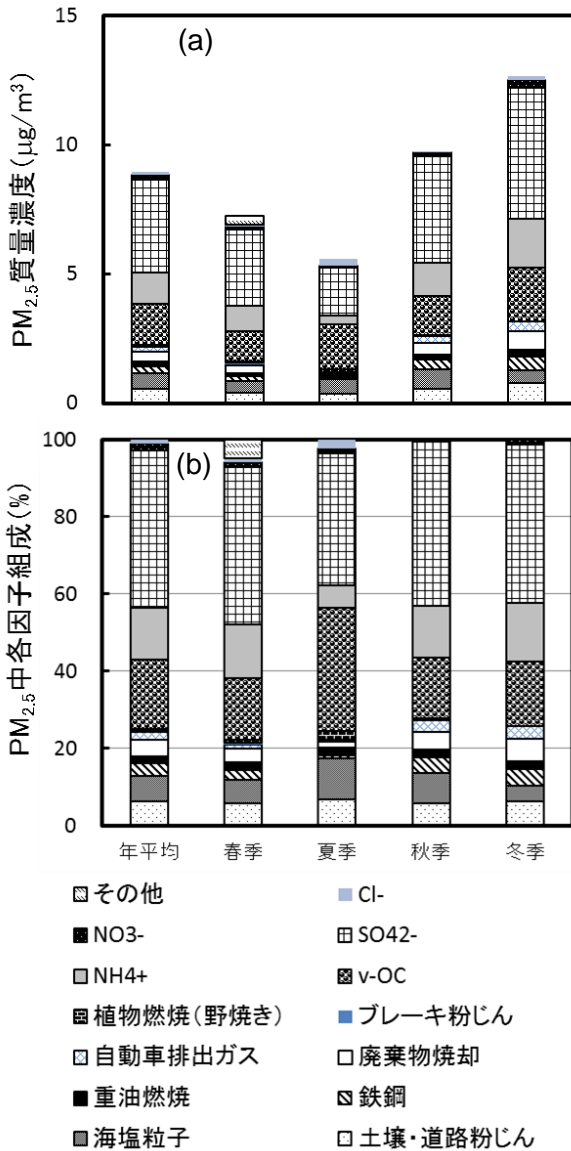 15
(a)
10
5
0
PM2.5質量濃度(μg/m3)
100
(b)
80
60
40
20
0
PM2.5中各因子組成(%)
年平均 春季 夏季 秋季 冬季
その他 Cl-
NO3- SO42-
NH4+ v-OC
植物燃焼(野焼き) ブレーキ粉じん
自動車排出ガス 廃棄物焼却
重油燃焼 鉄鋼
海塩粒子 土壌・道路粉じん